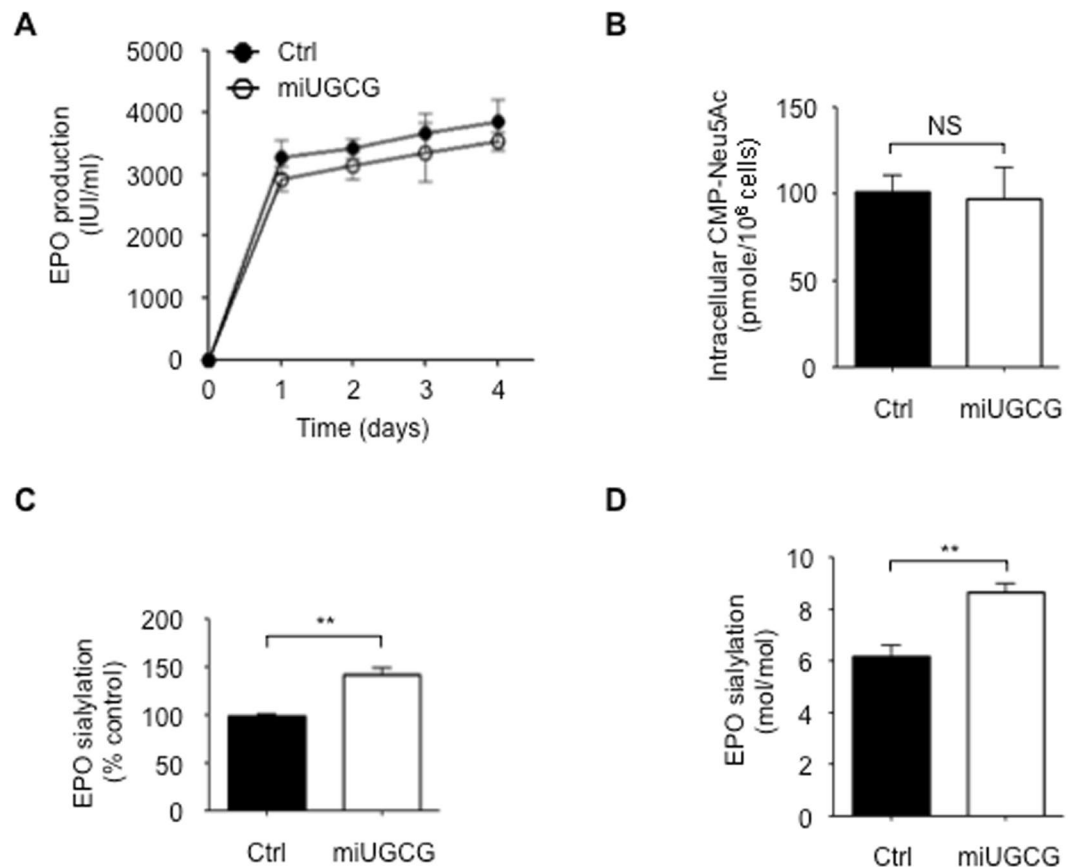 A
5000
4000
3000
2000
1000
0
EPO production
(IUI/ml)
Ctrl
miUGCG
0 1 2 3 4
Time (days)
B
150
100
50
0
Intracellular CMP-Neu5Ac
(pmole/10⁶ cells)
NS
Ctrl miUGCG
C
200
150
100
50
0
EPO sialylation
(% control)
**
Ctrl miUGCG
D
10
8
6
4
2
0
EPO sialylation
(mol/mol)
**
Ctrl miUGCG